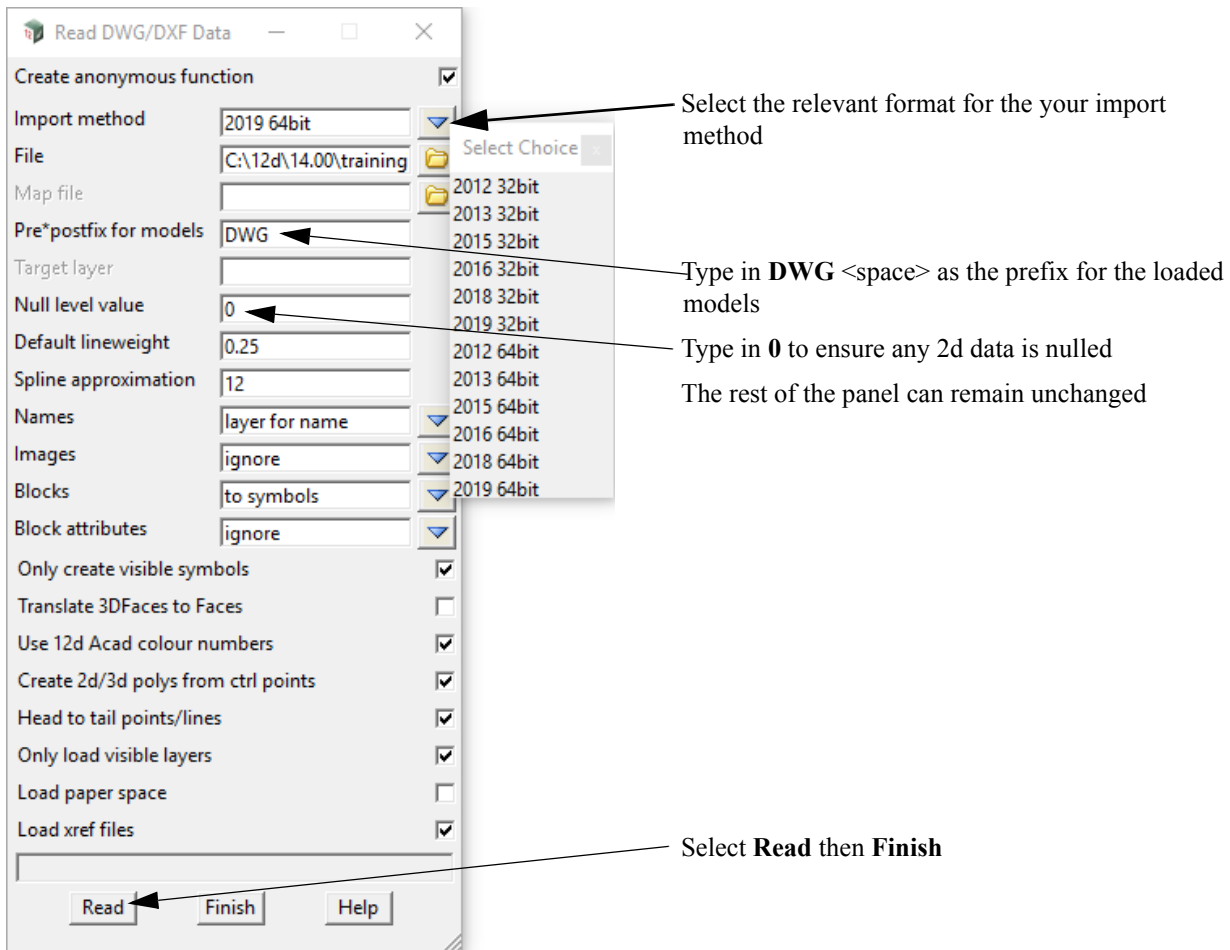 Read DWG/DXF Data
Create anonymous function
Import method 2019 64bit
File C:\12d\14.00\training
Map file
Pre*postfix for models DWG
Target layer
Null level value 0
Default lineweight 0.25
Spline approximation 12
Names layer for name
Images ignore
Blocks to symbols
Block attributes ignore
Only create visible symbols
Translate 3DFaces to Faces
Use 12d Acad colour numbers
Create 2d/3d polys from ctrl points
Head to tail points/lines
Only load visible layers
Load paper space
Load xref files
Read Finish Help
Select Choice x
2012 32bit
2013 32bit
2015 32bit
2016 32bit
2018 32bit
2019 32bit
2012 64bit
2013 64bit
2015 64bit
2016 64bit
2018 64bit
2019 64bit
Select the relevant format for the your import
method
Type in DWG <space> as the prefix for the loaded
models
Type in 0 to ensure any 2d data is nulled
The rest of the panel can remain unchanged
Select Read then Finish